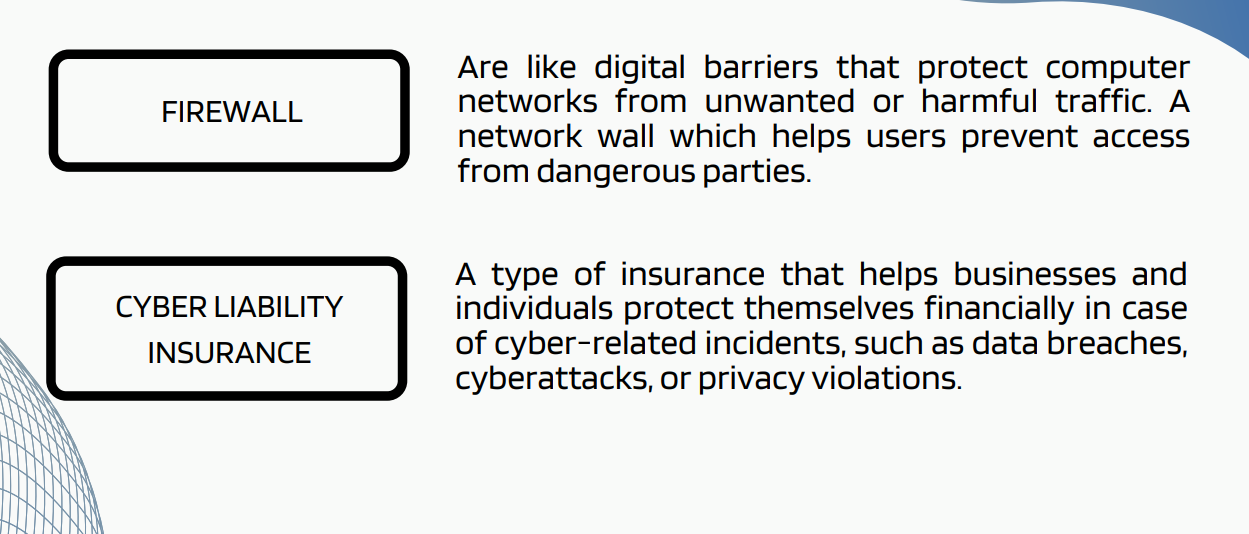 FIREWALL
Are like digital barriers that protect computer
networks from unwanted or harmful traffic. A
network wall which helps users prevent access
from dangerous parties.
CYBER LIABILITY
INSURANCE
A type of insurance that helps businesses and
individuals protect themselves financially in case
of cyber-related incidents, such as data breaches,
cyberattacks, or privacy violations.